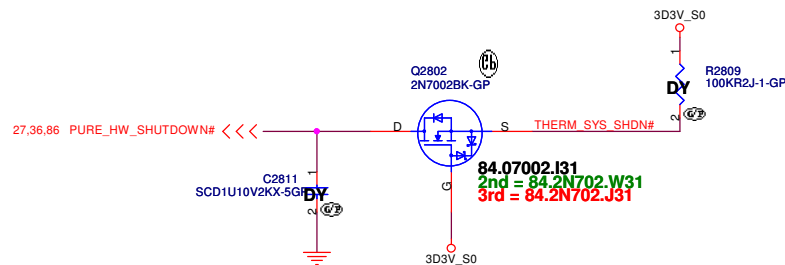 3D3V_S0
1
R2809
100KR2J-1-GP
DY
2
G/P
Cb
Q2802
2N7002BK-GP
27,36,86 PURE_HW_SHUTDOWN#
D
S
THERM_SYS_SHDN#
G
84.07002.I31
2nd = 84.2N702.W31
3rd = 84.2N702.J31
1
C2811
SCD1U10V2KX-5GP
DY
2
G/P
3D3V_S0